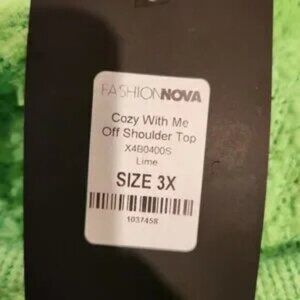 FASHIONNOVA
Cozy With Me
Off Shoulder Top
X4B0400S
Lime
SIZE 3X
1037458